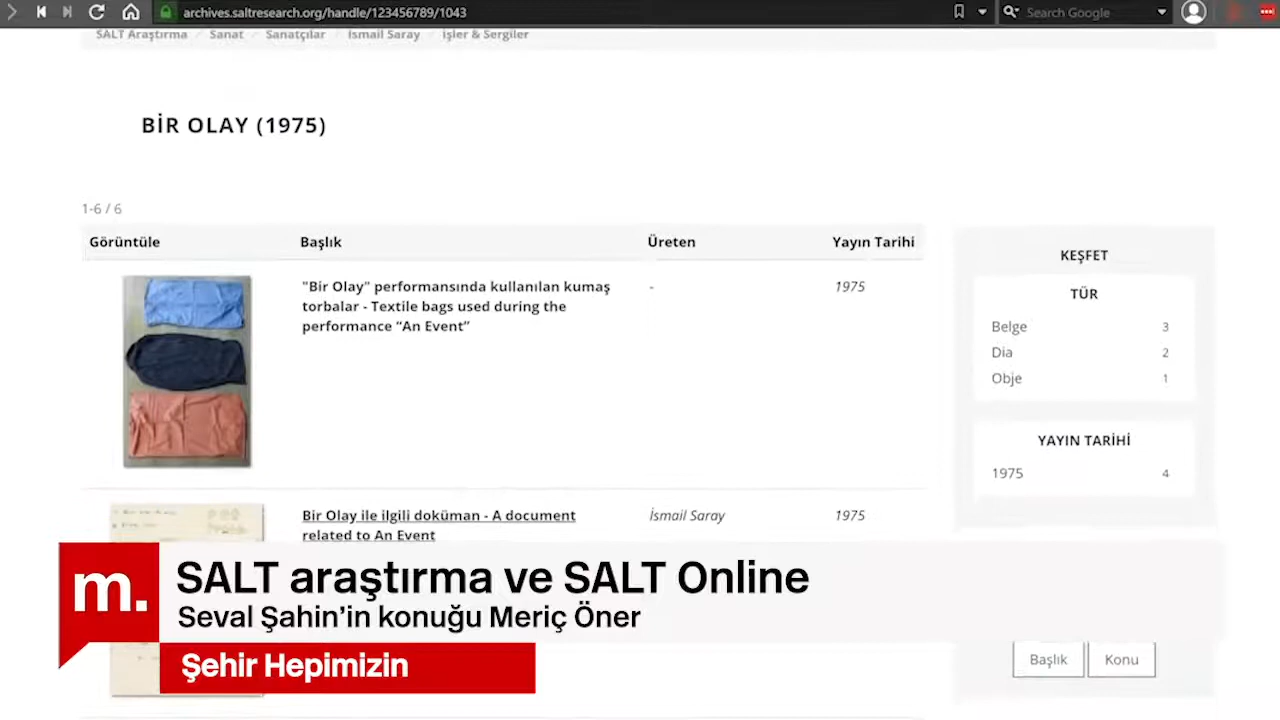 archives.saltresearch.org/handle/123456789/1043
Search Google
SALT Araştırma / Sanat / Sanatçılar / İsmail Saray / İşler & Sergiler
BİR OLAY (1975)
1-6 / 6
Görüntüle Başlık Üreten Yayın Tarihi
"Bir Olay" performansında kullanılan kumaş
torbalar - Textile bags used during the
performance “An Event”
-
1975
Bir Olay ile ilgili doküman - A document
related to An Event
İsmail Saray
1975
KEŞFET
TÜR
Belge 3
Dia 2
Obje 1
YAYIN TARİHİ
1975 4
Başlık Konu
m.
SALT araştırma ve SALT Online
Seval Şahin’in konuğu Meriç Öner
Şehir Hepimizin